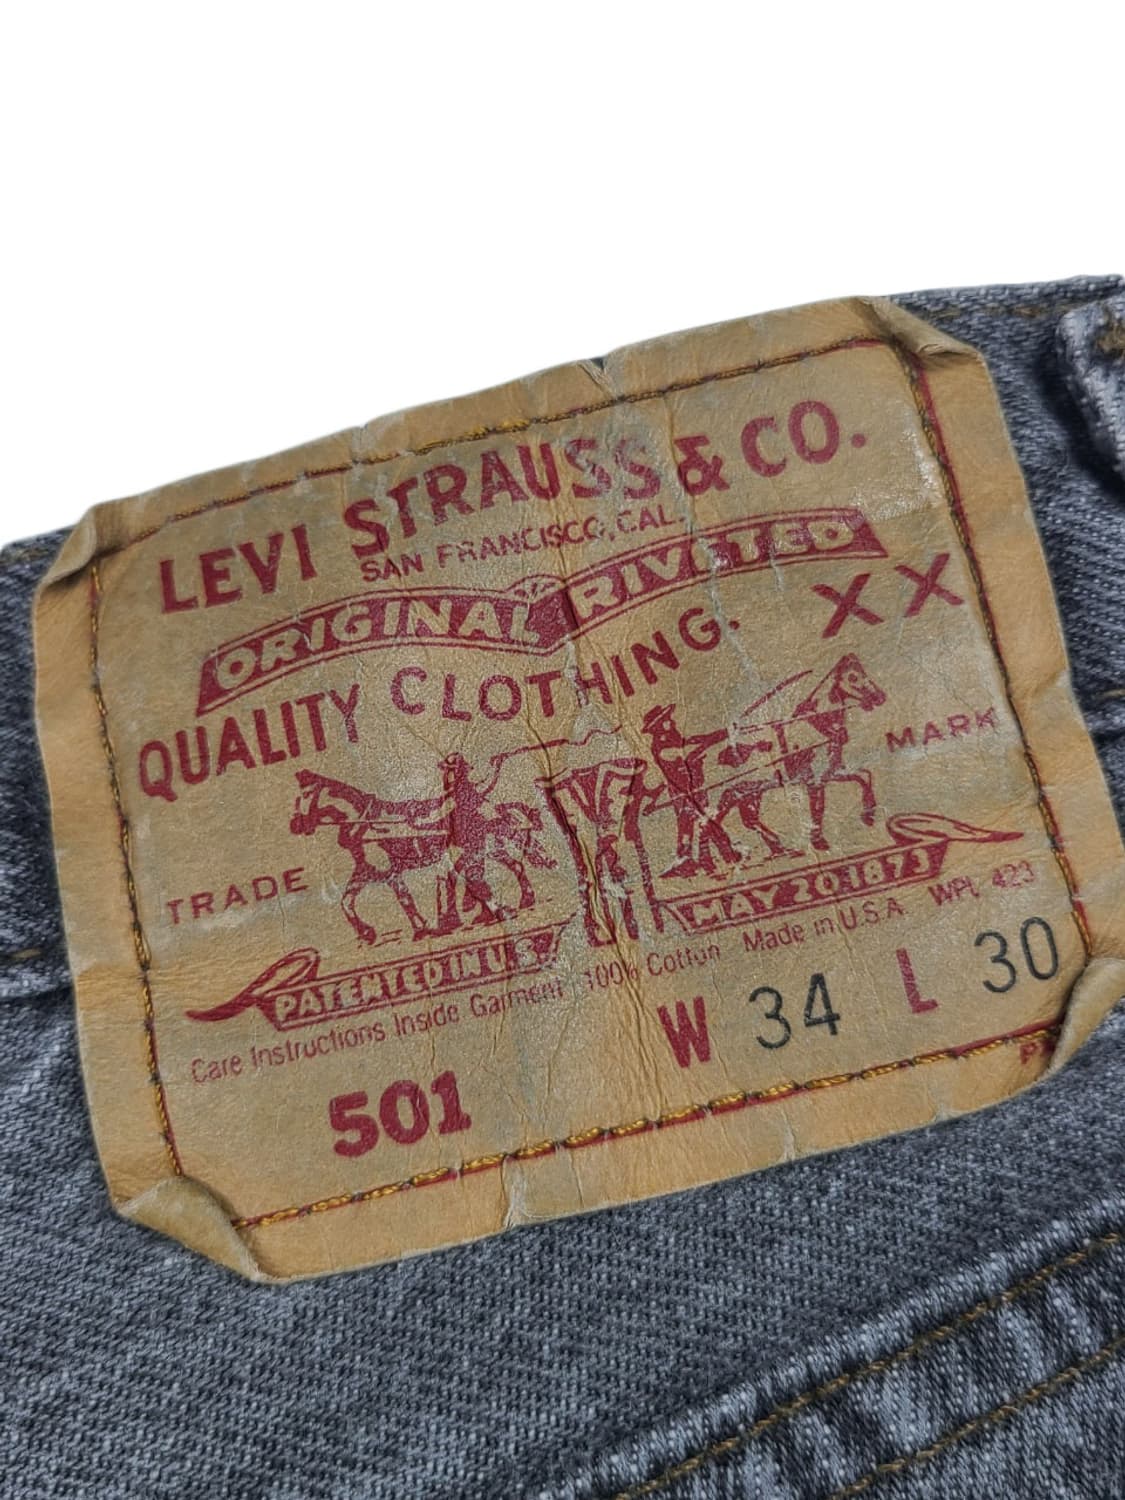 LEVI STRAUSS & CO.
SAN FRANCISCO, CAL.
ORIGINAL RIVETED
QUALITY CLOTHING. XX
TRADE MARK
PATENTED IN U.S. MAY 20 1873
Care Instructions Inside Garment 100% Cotton Made in U.S.A. WPL 423
501 W 34 L 30